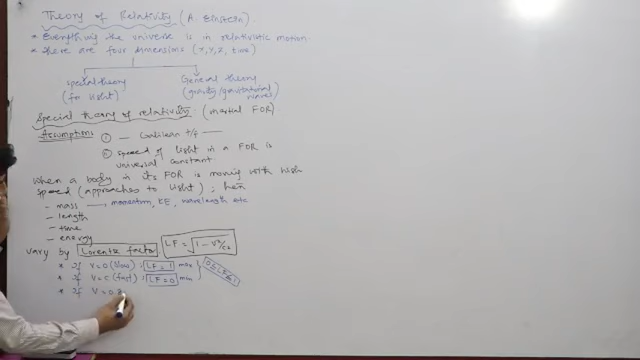 Theory of Relativity (A. Einstein)
* Everything the universe is in relativistic motion.
* There are four dimensions (x, y, z, time)
Special theory
(for light)
General theory
(gravity/gravitational waves)
Special theory of relativity (Inertial FOR)
Assumptions
① — Galilean t/f —
② speed of light in a FOR is
universal constant
When a body in its FOR is moving with high
speed (approaches to light); then
- mass → momentum, KE, wavelength etc
- length
- time
- energy
vary by Lorentz factor LF = √1 - V²/C²
* If V=0 (slow) ; LF = 1 max
* If V=C (fast) ; LF = 0 min
0 ≤ LF ≤ 1
* If V=0.8